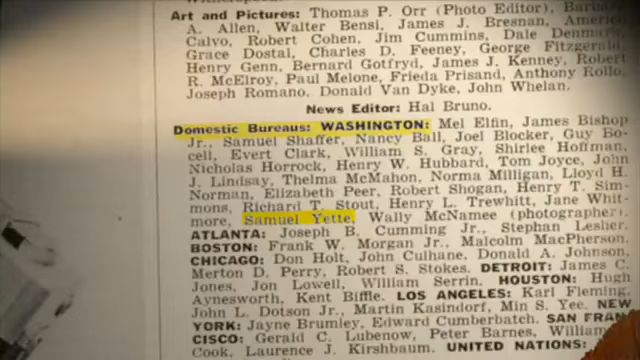 Art and Pictures: Thomas P. Orr (Photo Editor),
A. Allen, Walter Bensi, James J. Bresnan,
Calvo, Robert Cohen, Jim Cummins, Dale
Grace Dostal, Charles D. Feeney, George Fitzgerald,
Henry Genn, Bernard Gotfryd, James J. Kenney, Robert
R. McElroy, Paul Melone, Frieda Prisand, Anthony Rollo,
Joseph Romano, Donald Van Dyke, John Whelan.
News Editor: Hal Bruno.
Domestic Bureaus: WASHINGTON: Mel Elfin, James Bishop
Jr., Samuel Shaffer, Nancy Ball, Joel Blocker, Guy Bo-
cell, Evert Clark, William S. Gray, Shirlee Hoffman,
Nicholas Horrock, Henry W. Hubbard, Tom Joyce, John
J. Lindsay, Thelma McMahon, Norma Milligan, Lloyd H.
Norman, Elizabeth Peer, Robert Shogan, Henry T. Sim-
mons, Richard T. Stout, Henry L. Trewhitt, Jane Whit-
more, Samuel Yette, Wally McNamee (photographer).
ATLANTA: Joseph B. Cumming Jr., Stephan Lesher.
BOSTON: Frank W. Morgan Jr., Malcolm MacPherson.
CHICAGO: Don Holt, John Culhane, Donald A. Johnson,
Merton D. Perry, Robert S. Stokes. DETROIT: James C.
Jones, Jon Lowell, William Serrin. HOUSTON: Hugh
Aynesworth, Kent Biffle. LOS ANGELES: Karl Fleming,
John L. Dotson Jr., Martin Kasindorf, Min S. Yee. NEW
YORK: Jayne Brumley, Edward Cumberbatch. SAN FRAN
CISCO: Gerald C. Lubenow, Peter Barnes, William
Cook, Laurence J. Kirshbaum. UNITED NATIONS: